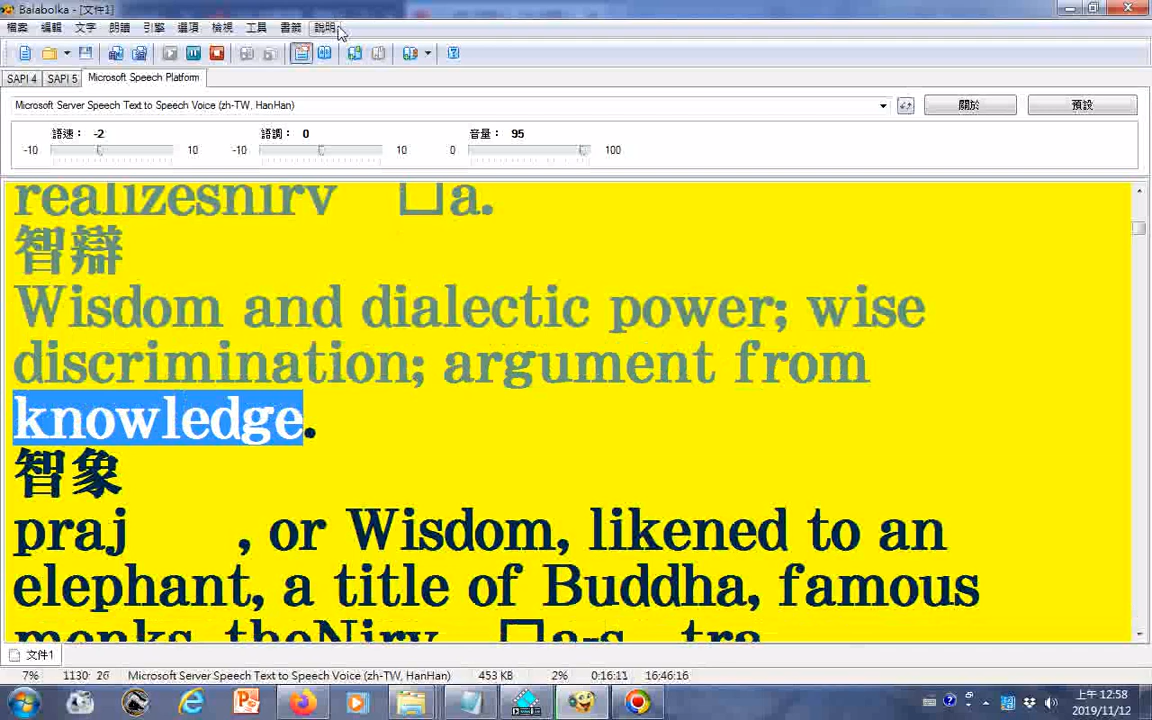 Balabolka - [文件1]
檔案 編輯 文字 朗讀 引擎 選項 檢視 工具 書籤 說明
SAPI 4 SAPI 5 Microsoft Speech Platform
Microsoft Server Speech Text to Speech Voice (zh-TW, HanHan) 關於 預設
語速： -2 語調： 0 音量： 95
-10 10 -10 10 0 100
realizesnirv □a.
智辯
Wisdom and dialectic power; wise
discrimination; argument from
knowledge.
智象
praj , or Wisdom, likened to an
elephant, a title of Buddha, famous
monks, theNirv □a-s tra
文件1
7% 1130: 26 Microsoft Server Speech Text to Speech Voice (zh-TW, HanHan) 453 KB 2% 0:16:11 16:46:16
上午 12:58
2019/11/12